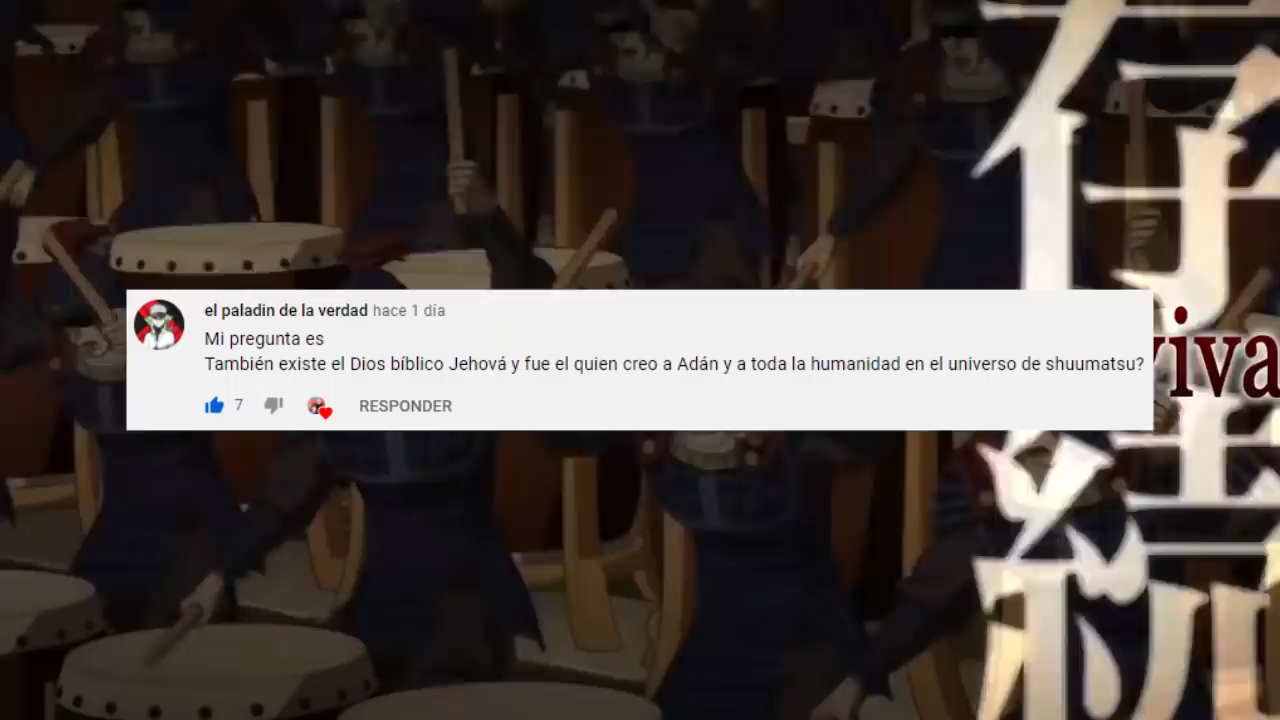 el paladin de la verdad hace 1 día
Mi pregunta es
También existe el Dios bíblico Jehová y fue el quien creo a Adán y a toda la humanidad en el universo de shuumatsu?
7
RESPONDER
viva